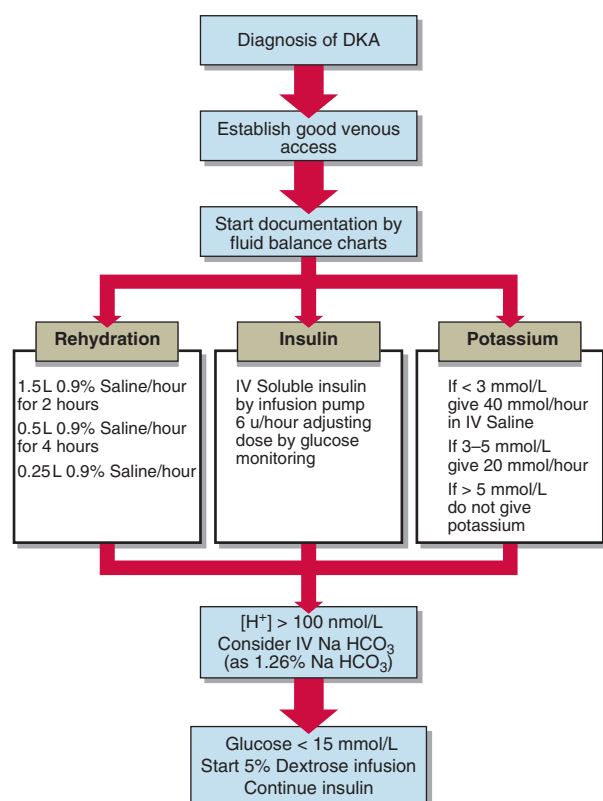 Diagnosis of DKA
Establish good venous
access
Start documentation by
fluid balance charts
Rehydration
1.5L 0.9% Saline/hour
for 2 hours
0.5L 0.9% Saline/hour
for 4 hours
0.25L 0.9% Saline/hour
Insulin
IV Soluble insulin
by infusion pump
6 u/hour adjusting
dose by glucose
monitoring
Potassium
If < 3 mmol/L
give 40 mmol/hour
in IV Saline
If 3–5 mmol/L
give 20 mmol/hour
If > 5 mmol/L
do not give
potassium
[H⁺] > 100 nmol/L
Consider IV Na HCO₃
(as 1.26% Na HCO₃)
Glucose < 15 mmol/L
Start 5% Dextrose infusion
Continue insulin